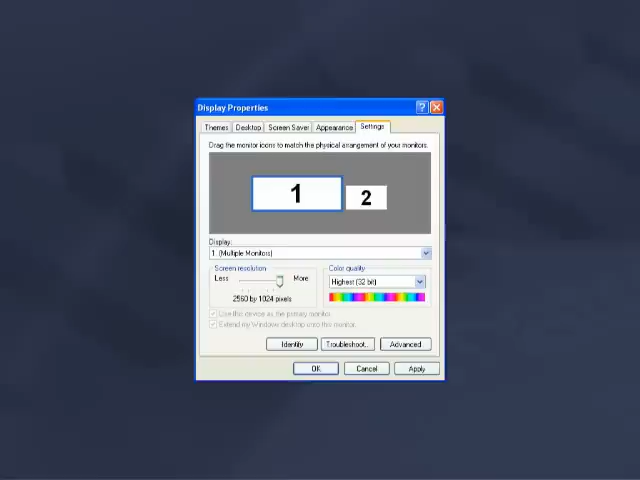 Display Properties
Themes Desktop Screen Saver Appearance Settings
Drag the monitor icons to match the physical arrangement of your monitors.
1 2
Display:
1. (Multiple Monitors)
Screen resolution Color quality
Less More Highest (32 bit)
2560 by 1024 pixels
Use this device as the primary monitor.
Extend my Windows desktop onto this monitor.
Identify Troubleshoot... Advanced
OK Cancel Apply